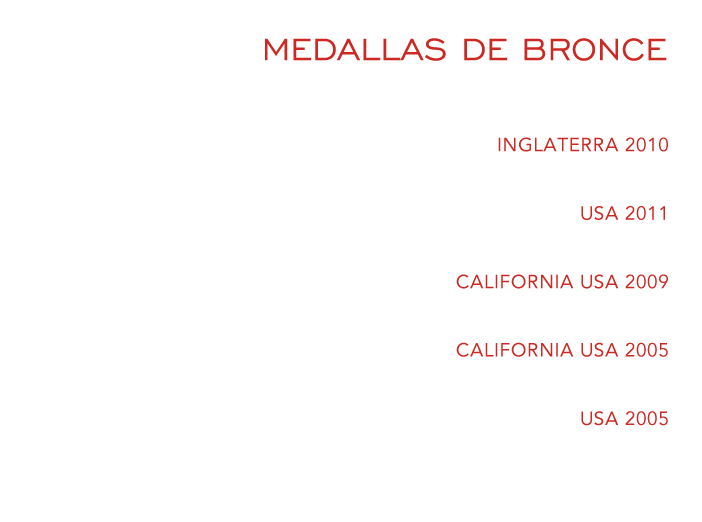 MEDALLAS DE BRONCE
INGLATERRA 2010
USA 2011
CALIFORNIA USA 2009
CALIFORNIA USA 2005
USA 2005